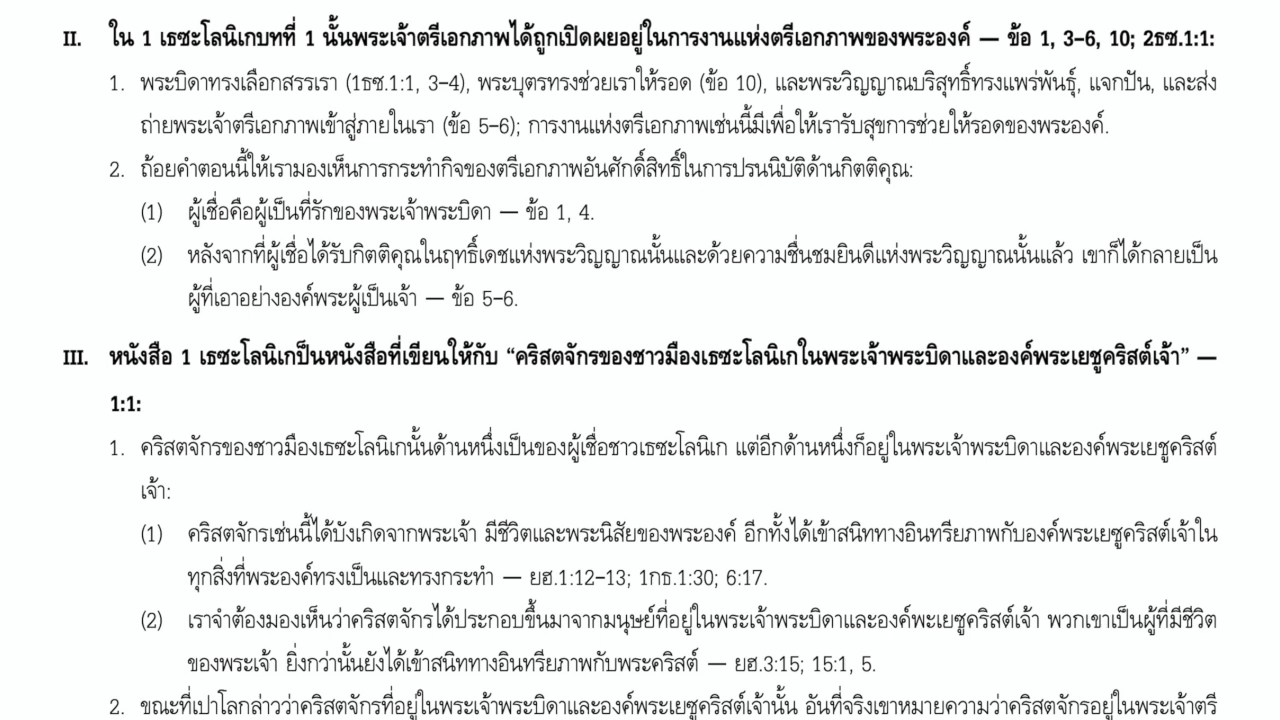 II. ใน 1 เธซะโลนิเกบทที่ 1 นั้นพระเจ้าตรีเอกภาพได้ถูกเปิดผยอยู่ในการงานแห่งตรีเอกภาพของพระองค์ — ข้อ 1, 3–6, 10; 2ธซ.1:1:
1. พระบิดาทรงเลือกสรรเรา (1ธซ.1:1, 3–4), พระบุตรทรงช่วยเราให้รอด (ข้อ 10), และพระวิญญาณบริสุทธิ์ทรงแพร่พันธุ์, แจกปัน, และส่ง
ถ่ายพระเจ้าตรีเอกภาพเข้าสู่ภายในเรา (ข้อ 5–6); การงานแห่งตรีเอกภาพเช่นนี้มีเพื่อให้เรารับสุขการช่วยให้รอดของพระองค์.
2. ถ้อยคำตอนนี้ให้เรามองเห็นการกระทำกิจของตรีเอกภาพอันศักดิ์สิทธิ์ในการปรนนิบัติด้านกิตติคุณ:
(1) ผู้เชื่อคือผู้เป็นที่รักของพระเจ้าพระบิดา — ข้อ 1, 4.
(2) หลังจากที่ผู้เชื่อได้รับกิตติคุณในฤทธิ์เดชแห่งพระวิญญาณนั้นและด้วยความชื่นชมยินดีแห่งพระวิญญาณนั้นแล้ว เขาก็ได้กลายเป็น
ผู้ที่เอาอย่างองค์พระผู้เป็นเจ้า — ข้อ 5–6.
III. หนังสือ 1 เธซะโลนิเกป็นหนังสือที่เขียนให้กับ “คริสตจักรของชาวมืองเธซะโลนิเกในพระเจ้าพระบิดาและองค์พระเยซูคริสต์เจ้า” —
1:1:
1. คริสตจักรของชาวมืองเธซะโลนิเกนั้นด้านหนึ่งเป็นของผู้เชื่อชาวเธซะโลนิเก แต่อีกด้านหนึ่งก็อยู่ในพระเจ้าพระบิดาและองค์พระเยซูคริสต์
เจ้า:
(1) คริสตจักรเช่นนี้ได้บังเกิดจากพระเจ้า มีชีวิตและพระนิสัยของพระองค์ อีกทั้งได้เข้าสนิททางอินทรียภาพกับองค์พระเยซูคริสต์เจ้าใน
ทุกสิ่งที่พระองค์ทรงเป็นและทรงกระทำ — ยฮ.1:12–13; 1กธ.1:30; 6:17.
(2) เราจำต้องมองเห็นว่าคริสตจักรได้ประกอบขึ้นมาจากมนุษย์ที่อยู่ในพระเจ้าพระบิดาและองค์พะเยซูคริสต์เจ้า พวกเขาเป็นผู้ที่มีชีวิต
ของพระเจ้า ยิ่งกว่านั้นยังได้เข้าสนิททางอินทรียภาพกับพระคริสต์ — ยฮ.3:15; 15:1, 5.
2. ขณะที่เปาโลกล่าวว่าคริสตจักรที่อยู่ในพระเจ้าพระบิดาและองค์พระเยซูคริสต์เจ้านั้น อันที่จริงเขาหมายความว่าคริสตจักรอยู่ในพระเจ้าตรี